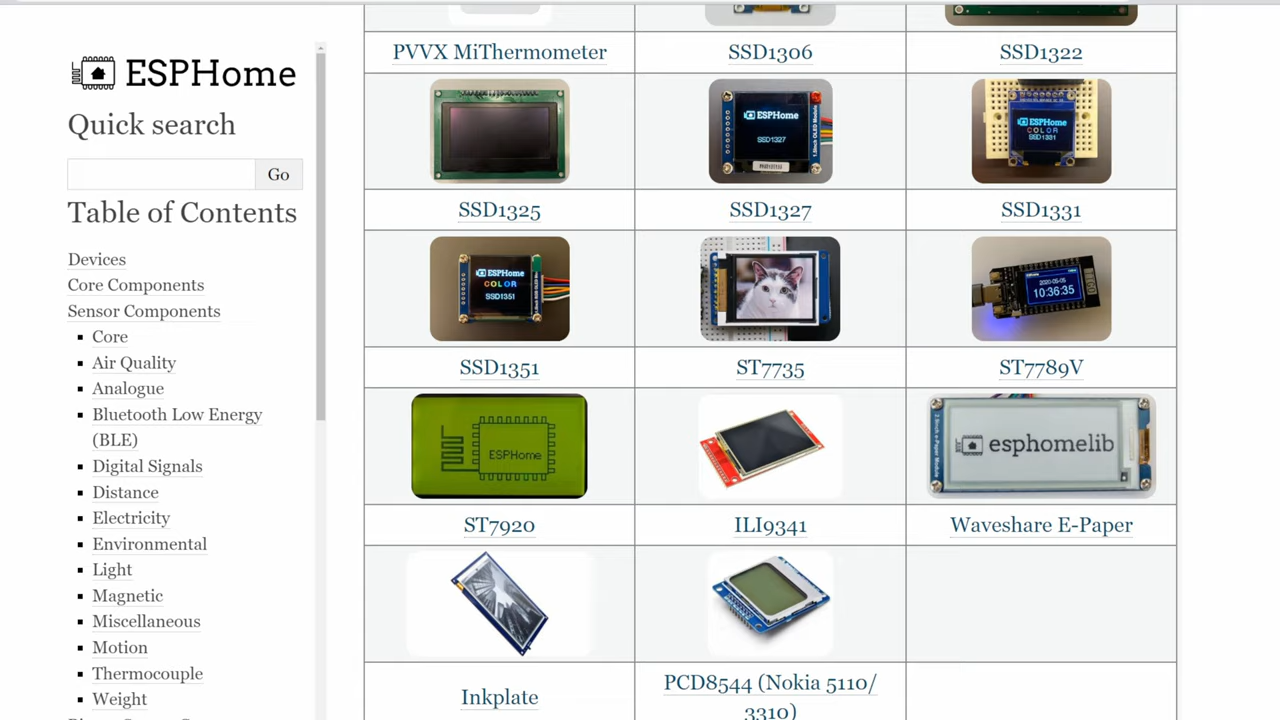 ESPHome
Quick search
Go
Table of Contents
Devices
Core Components
Sensor Components
Core
Air Quality
Analogue
Bluetooth Low Energy
(BLE)
Digital Signals
Distance
Electricity
Environmental
Light
Magnetic
Miscellaneous
Motion
Thermocouple
Weight
PVVX MiThermometer
SSD1306
SSD1322
ESPHome
SSD1327
ESPHome
COLOR
SSD1331
SSD1325
SSD1327
SSD1331
ESPHome
COLOR
SSD1351
2020-05-05
10:36:35
SSD1351
ST7735
ST7789V
ESPHome
esphomelib
ST7920
ILI9341
Waveshare E-Paper
Inkplate
PCD8544 (Nokia 5110/
3310)